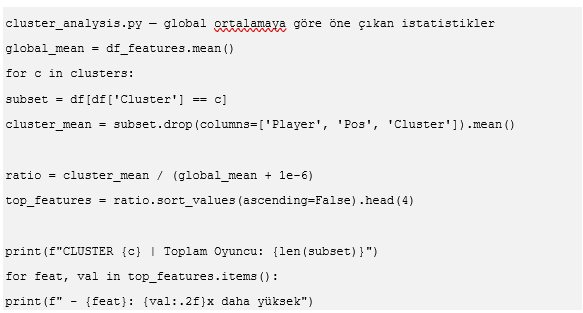 cluster_analysis.py — global ortalamaya göre öne çıkan istatistikler
global_mean = df_features.mean()
for c in clusters:
subset = df[df['Cluster'] == c]
cluster_mean = subset.drop(columns=['Player', 'Pos', 'Cluster']).mean()
ratio = cluster_mean / (global_mean + 1e-6)
top_features = ratio.sort_values(ascending=False).head(4)
print(f"CLUSTER {c} | Toplam Oyuncu: {len(subset)}")
for feat, val in top_features.items():
print(f" - {feat}: {val:.2f}x daha yüksek")